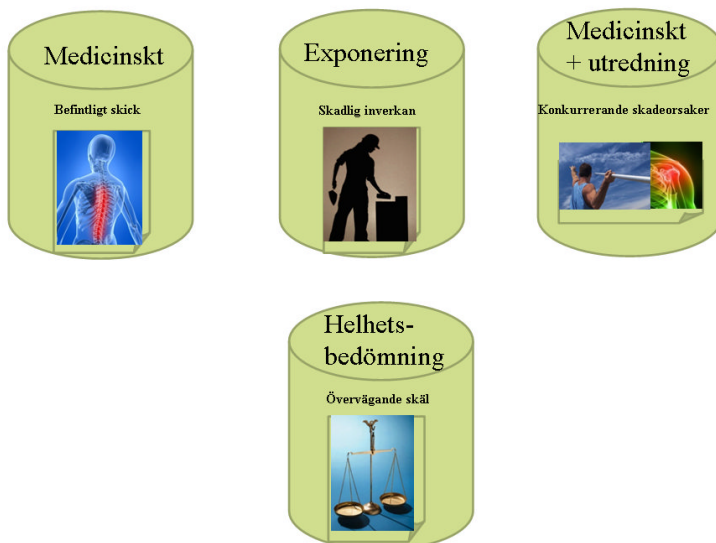 Medicinskt
Befintligt skick
Exponering
Skadlig inverkan
Medicinskt
+ utredning
Konkurrerande skadeorsaker
Helhets-
bedömning
Övervägande skäl